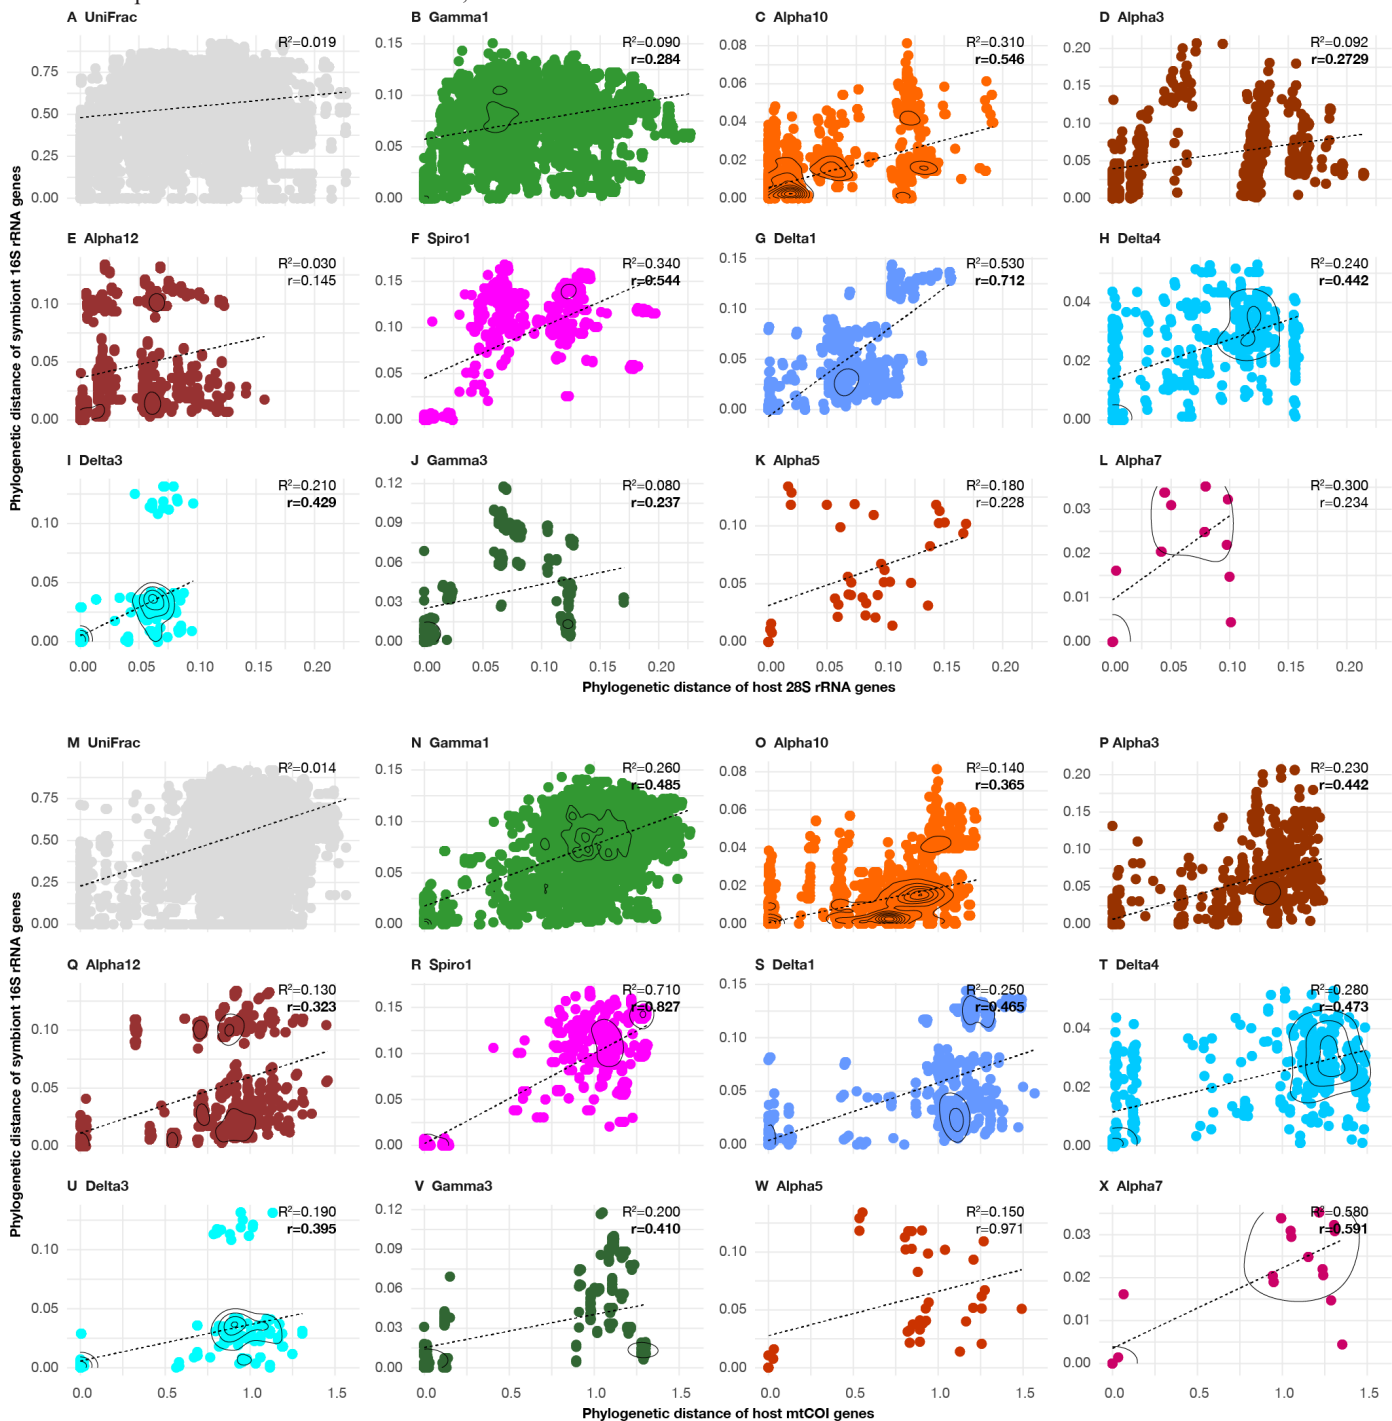 A UniFrac
R²=0.019
0.75
0.50
0.25
0.00
B Gamma1
R²=0.090
r=0.284
0.15
0.10
0.05
0.00
C Alpha10
R²=0.310
r=0.546
0.08
0.06
0.04
0.02
0.00
D Alpha3
R²=0.092
r=0.2729
0.20
0.15
0.10
0.05
0.00
E Alpha12
R²=0.030
r=0.145
0.10
0.05
0.00
F Spiro1
R²=0.340
r=0.544
0.15
0.10
0.05
0.00
G Delta1
R²=0.530
r=0.712
0.15
0.10
0.05
0.00
H Delta4
R²=0.240
r=0.442
0.04
0.02
0.00
I Delta3
R²=0.210
r=0.429
0.10
0.05
0.00
0.00 0.05 0.10 0.15 0.20
J Gamma3
R²=0.080
r=0.237
0.12
0.09
0.06
0.03
0.00
0.00 0.05 0.10 0.15 0.20
K Alpha5
R²=0.180
r=0.228
0.10
0.05
0.00
0.00 0.05 0.10 0.15 0.20
L Alpha7
R²=0.300
r=0.234
0.03
0.02
0.01
0.00
0.00 0.05 0.10 0.15 0.20
Phylogenetic distance of symbiont 16S rRNA genes
Phylogenetic distance of host 28S rRNA genes
M UniFrac
R²=0.014
0.75
0.50
0.25
0.00
N Gamma1
R²=0.260
r=0.485
0.15
0.10
0.05
0.00
O Alpha10
R²=0.140
r=0.365
0.08
0.06
0.04
0.02
0.00
P Alpha3
R²=0.230
r=0.442
0.20
0.15
0.10
0.05
0.00
Q Alpha12
R²=0.130
r=0.323
0.10
0.05
0.00
R Spiro1
R²=0.710
r=0.827
0.15
0.10
0.05
0.00
S Delta1
R²=0.250
r=0.465
0.15
0.10
0.05
0.00
T Delta4
R²=0.280
r=0.473
0.04
0.02
0.00
U Delta3
R²=0.190
r=0.395
0.10
0.05
0.00
0.0 0.5 1.0 1.5
V Gamma3
R²=0.200
r=0.410
0.12
0.09
0.06
0.03
0.00
0.0 0.5 1.0 1.5
W Alpha5
R²=0.150
r=0.971
0.10
0.05
0.00
0.0 0.5 1.0 1.5
X Alpha7
R²=0.580
r=0.591
0.03
0.02
0.01
0.00
0.0 0.5 1.0 1.5
Phylogenetic distance of symbiont 16S rRNA genes
Phylogenetic distance of host mtCOI genes